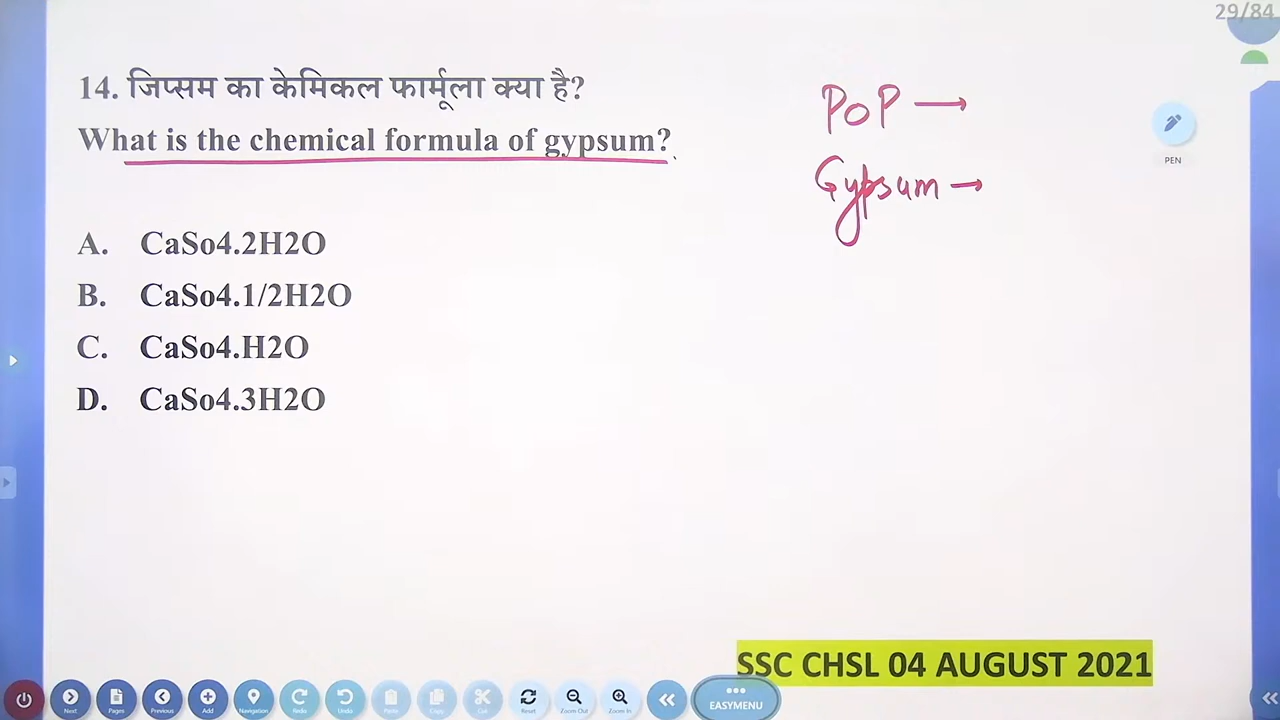 29/84
14. जिप्सम का केमिकल फार्मूला क्या है?
What is the chemical formula of gypsum?
PoP →
Gypsum →
PEN
A. CaSo4.2H2O
B. CaSo4.1/2H2O
C. CaSo4.H2O
D. CaSo4.3H2O
SSC CHSL 04 AUGUST 2021
Next Pages Previous Add Navigation Redo Undo Paste Copy Cut Reset Zoom Out Zoom In EASYMENU